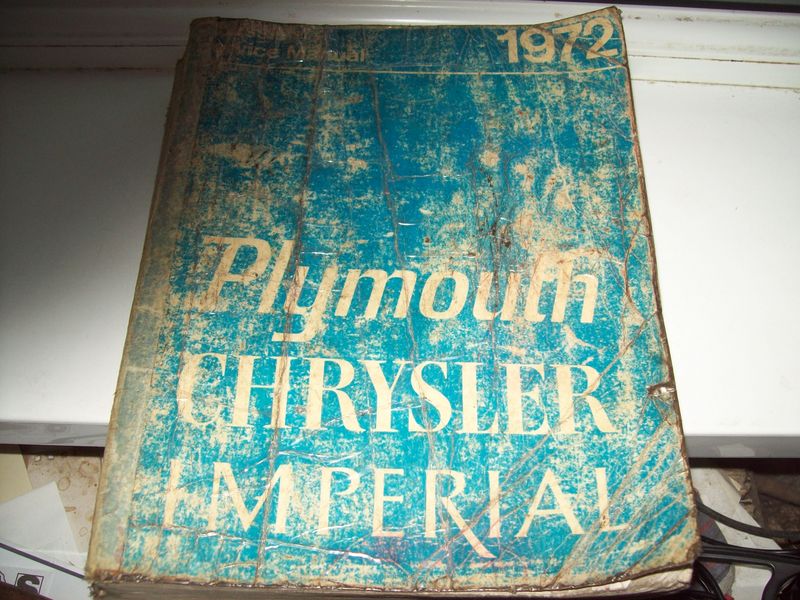 Service Manual 1972
Plymouth
CHRYSLER
IMPERIAL
S